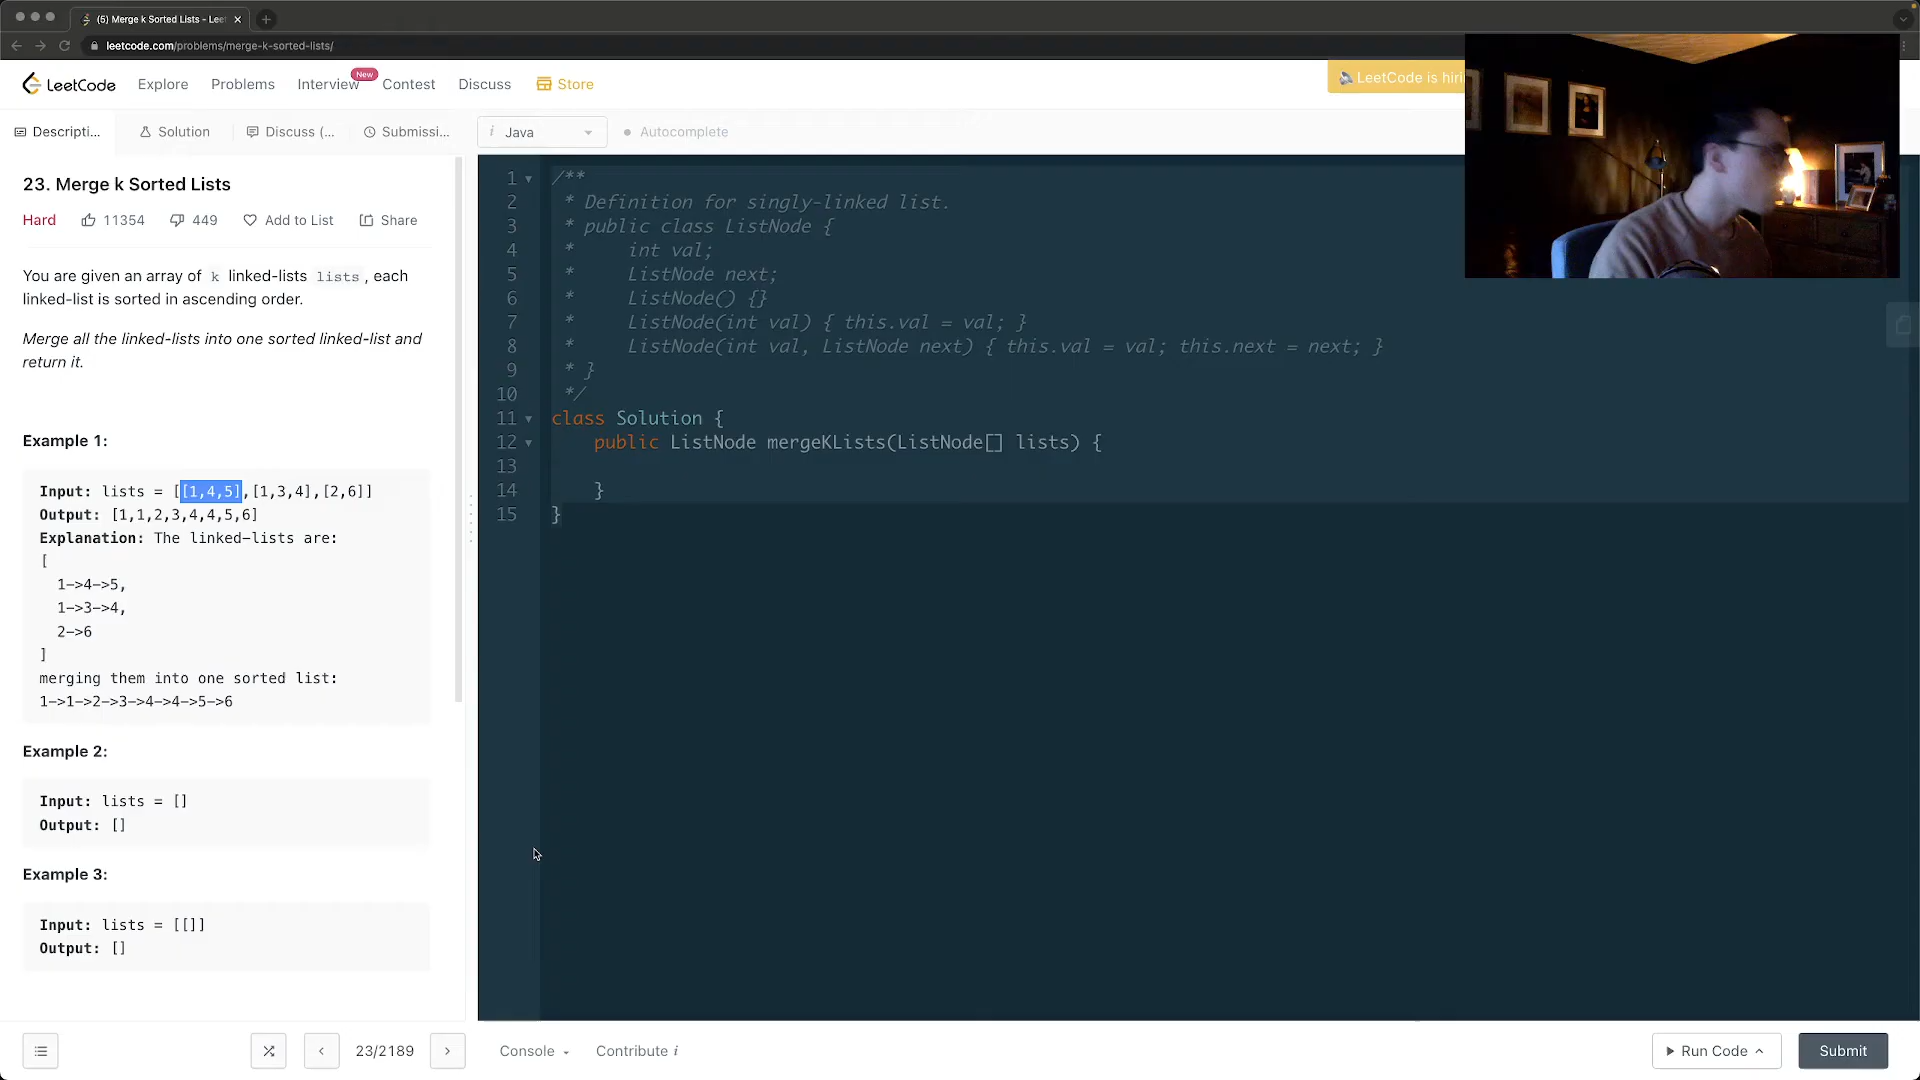 (5) Merge k Sorted Lists – Leet
leetcode.com/problems/merge-k-sorted-lists/
LeetCode
Explore
Problems
Interview
New
Contest
Discuss
Store
LeetCode is hiri
Descripti...
Solution
Discuss (...
Submissi...
i Java
Autocomplete
23. Merge k Sorted Lists
Hard
11354
449
Add to List
Share
You are given an array of k linked-lists lists, each
linked-list is sorted in ascending order.
Merge all the linked-lists into one sorted linked-list and
return it.
Example 1:
Input: lists = [[1,4,5],[1,3,4],[2,6]]
Output: [1,1,2,3,4,4,5,6]
Explanation: The linked-lists are:
[
1->4->5,
1->3->4,
2->6
]
merging them into one sorted list:
1->1->2->3->4->4->5->6
Example 2:
Input: lists = []
Output: []
Example 3:
Input: lists = [[]]
Output: []
23/2189
1 /**
2 * Definition for singly-linked list.
3 * public class ListNode {
4 * int val;
5 * ListNode next;
6 * ListNode() {}
7 * ListNode(int val) { this.val = val; }
8 * ListNode(int val, ListNode next) { this.val = val; this.next = next; }
9 * }
10 */
11 class Solution {
12 public ListNode mergeKLists(ListNode[] lists) {
13
14 }
15 }
Console
Contribute i
Run Code
Submit